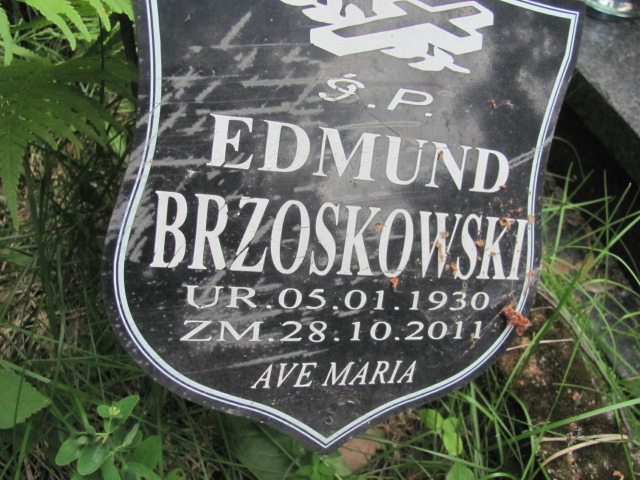 Ś.P.
EDMUND
BRZOSKOWSKI
UR.05.01.1930
ZM.28.10.2011
AVE MARIA